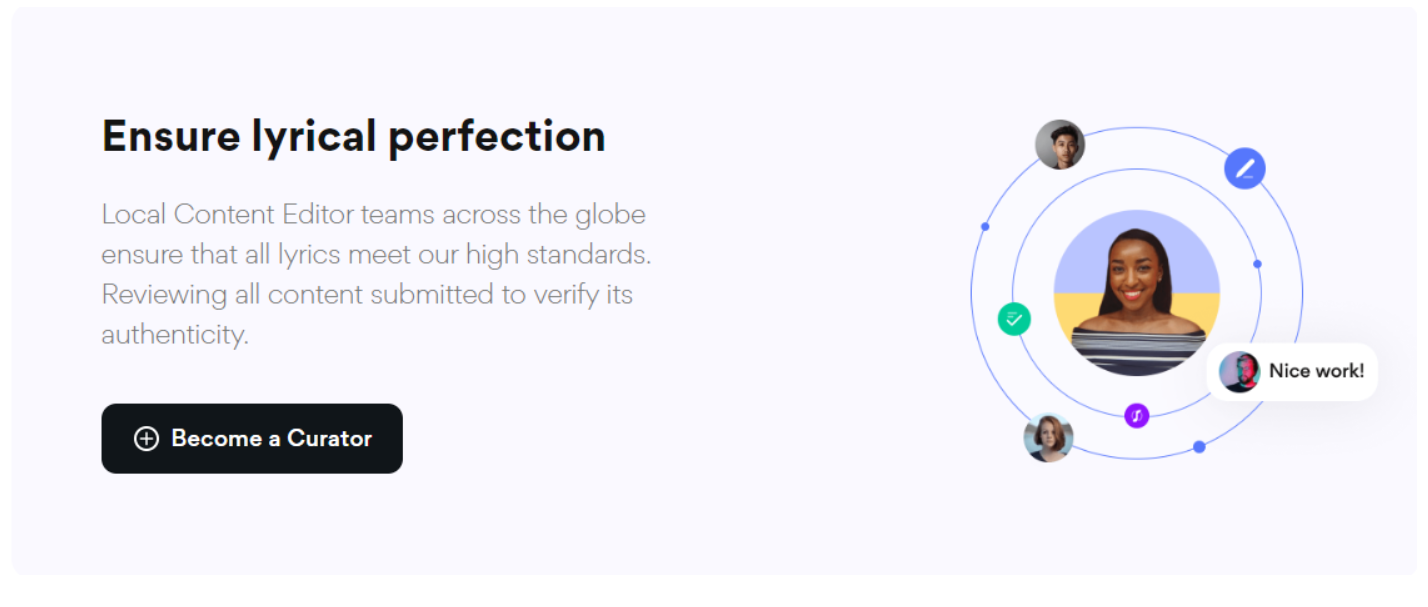 Ensure lyrical perfection
Local Content Editor teams across the globe
ensure that all lyrics meet our high standards.
Reviewing all content submitted to verify its
authenticity.
Become a Curator
Nice work!